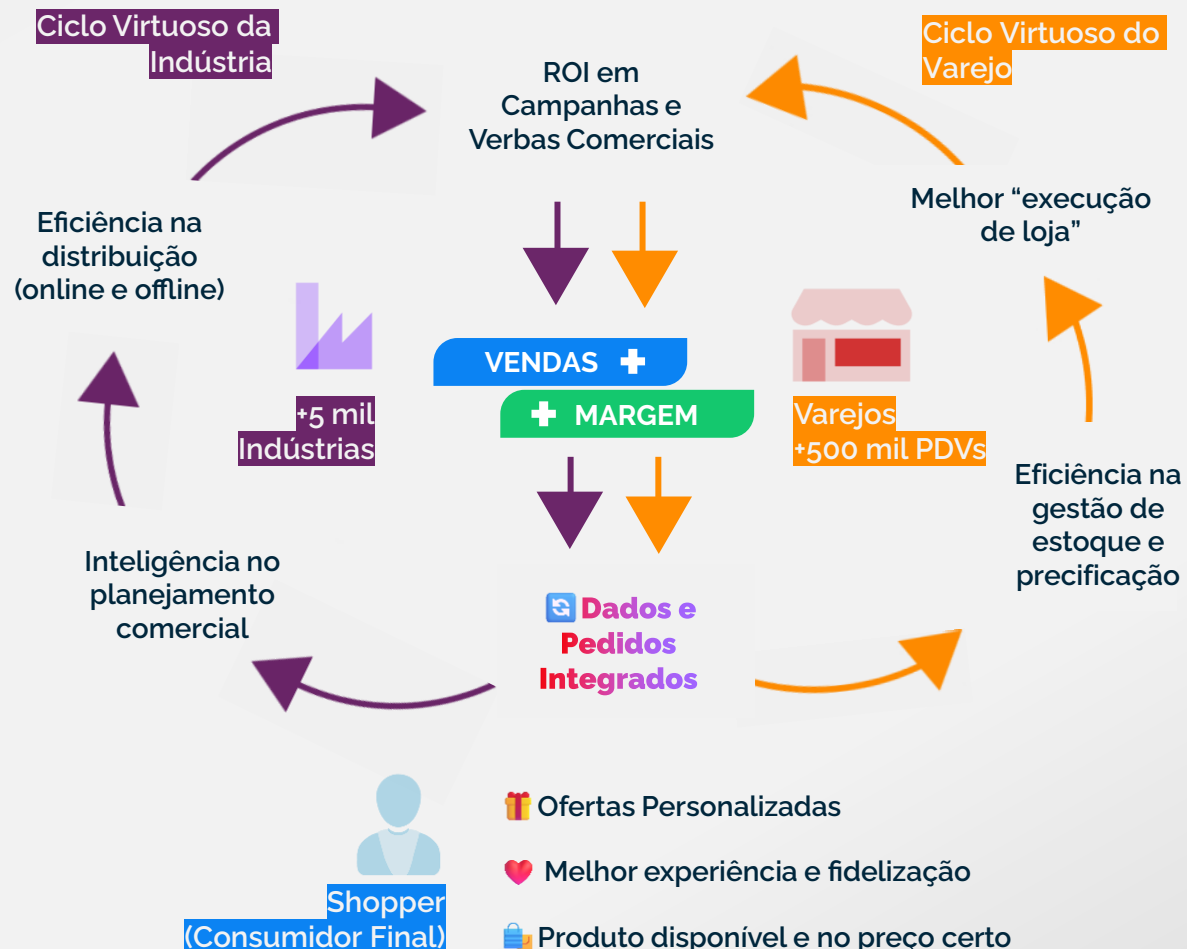 Ciclo Virtuoso da
Indústria
Ciclo Virtuoso do
Varejo
ROI em
Campanhas e
Verbas Comerciais
Eficiência na
distribuição
(online e offline)
Melhor “execução
de loja”
VENDAS +
+ MARGEM
+5 mil
Indústrias
Varejos
+500 mil PDVs
Inteligência no
planejamento
comercial
Eficiência na
gestão de
estoque e
precificação
Dados e
Pedidos
Integrados
Shopper
(Consumidor Final)
Ofertas Personalizadas
Melhor experiência e fidelização
Produto disponível e no preço certo